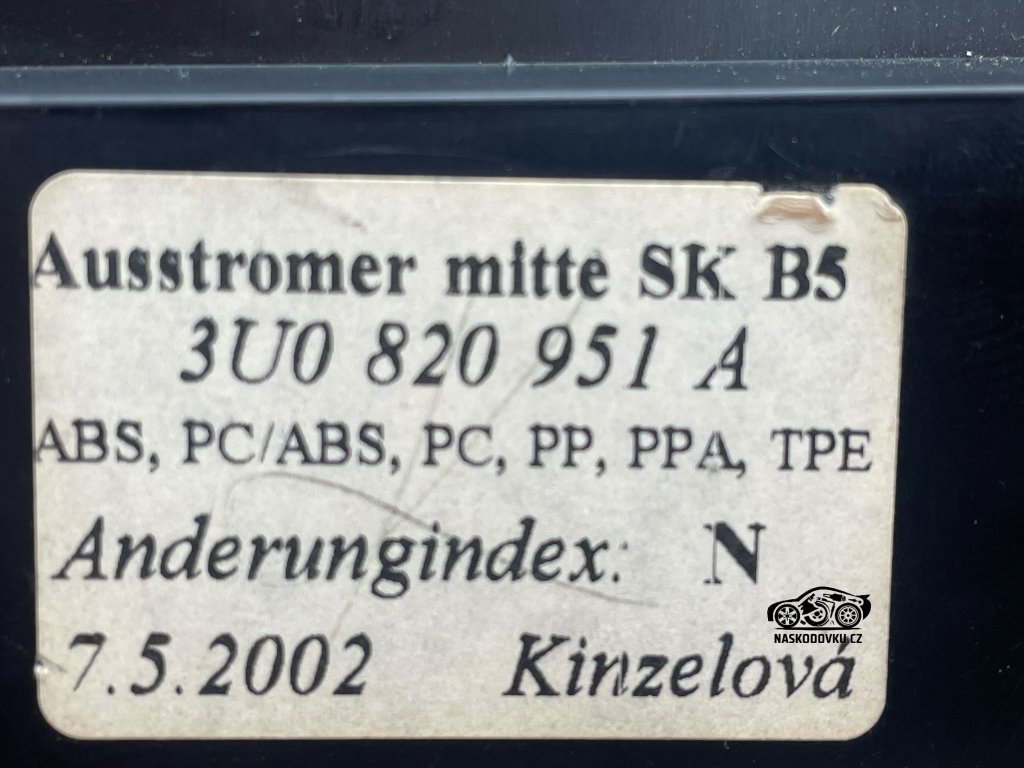 Ausstromer mitte SK B5
3U0 820 951 A
ABS, PC/ABS, PC, PP, PPA, TPE
Anderungindex: N
NASKODOVKU.CZ
7.5.2002 Kinzelová